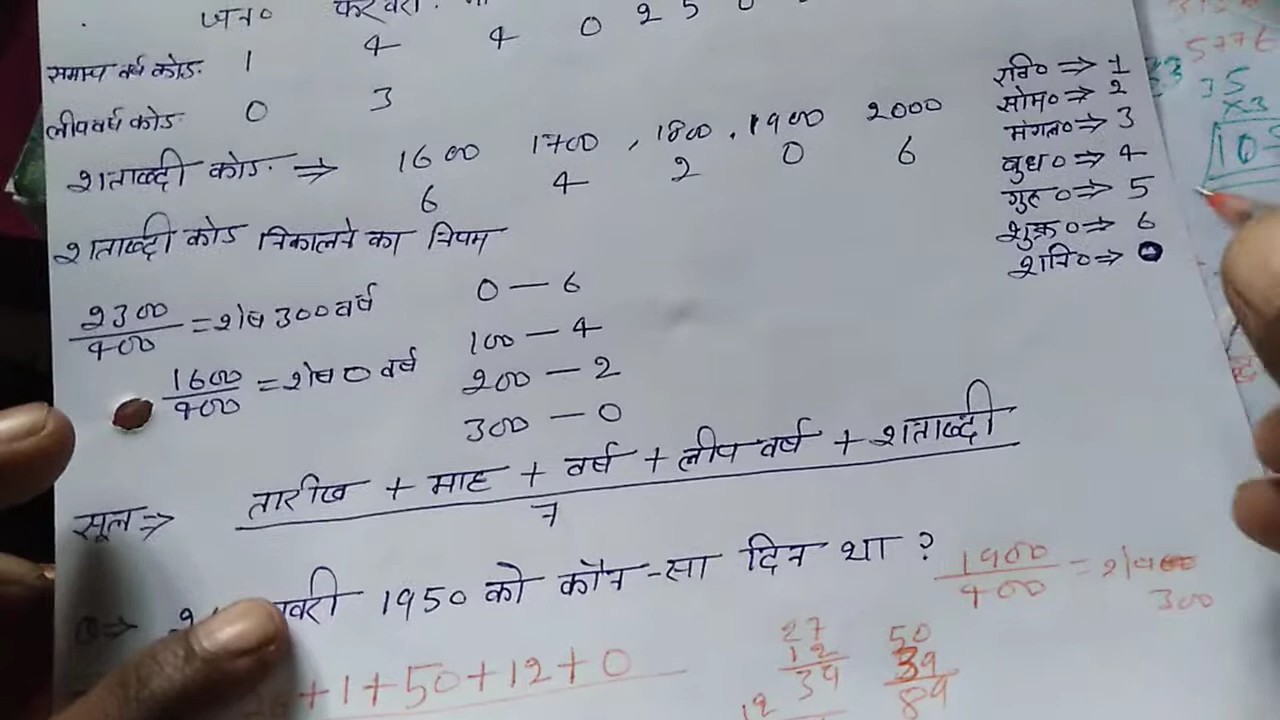 जन० फरवरी 4 0 2 5 0
समान्य वर्ष कोड. 1 4
लीपवर्ष कोड 0 3
शताब्दी कोड. ⇒ 1600 1700 , 1800 . 1900 2000
6 4 2 0 6
रवि० ⇒ 1
सोम० ⇒ 2
मंगल० ⇒ 3
बुध० ⇒ 4
गुरु० ⇒ 5
शुक्र० ⇒ 6
शनि० ⇒
शताब्दी कोड निकालने का नियम
2300/400 = शेष 300 वर्ष
1600/400 = शेष 0 वर्ष
0 – 6
100 – 4
200 – 2
300 – 0
सूत्र ⇒ तारीख + माह + वर्ष + लीप वर्ष + शताब्दी
7
1950 को कौन-सा दिन था ?
1900/400 = शेष
300
+1+50+12+0
27
12
39
50
39
89
12
5776
35
x3